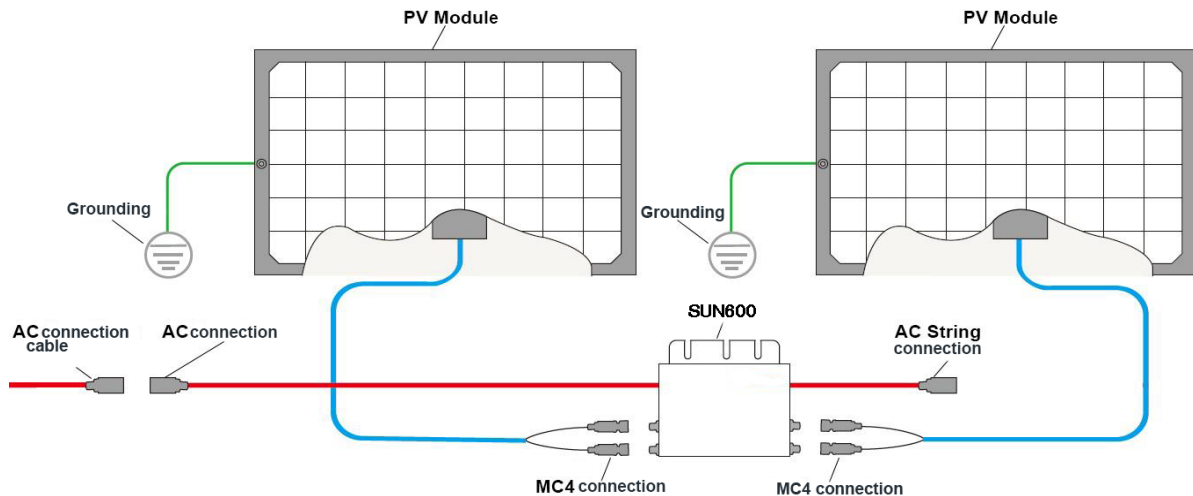 PV Module
PV Module
Grounding
Grounding
SUN600
AC connection
cable
AC connection
AC String
connection
MC4 connection
MC4 connection